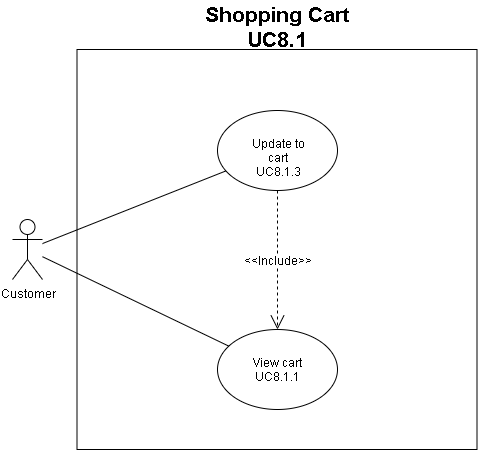 Shopping Cart
UC8.1
Update to
cart
UC8.1.3
<<Include>>
Customer
View cart
UC8.1.1